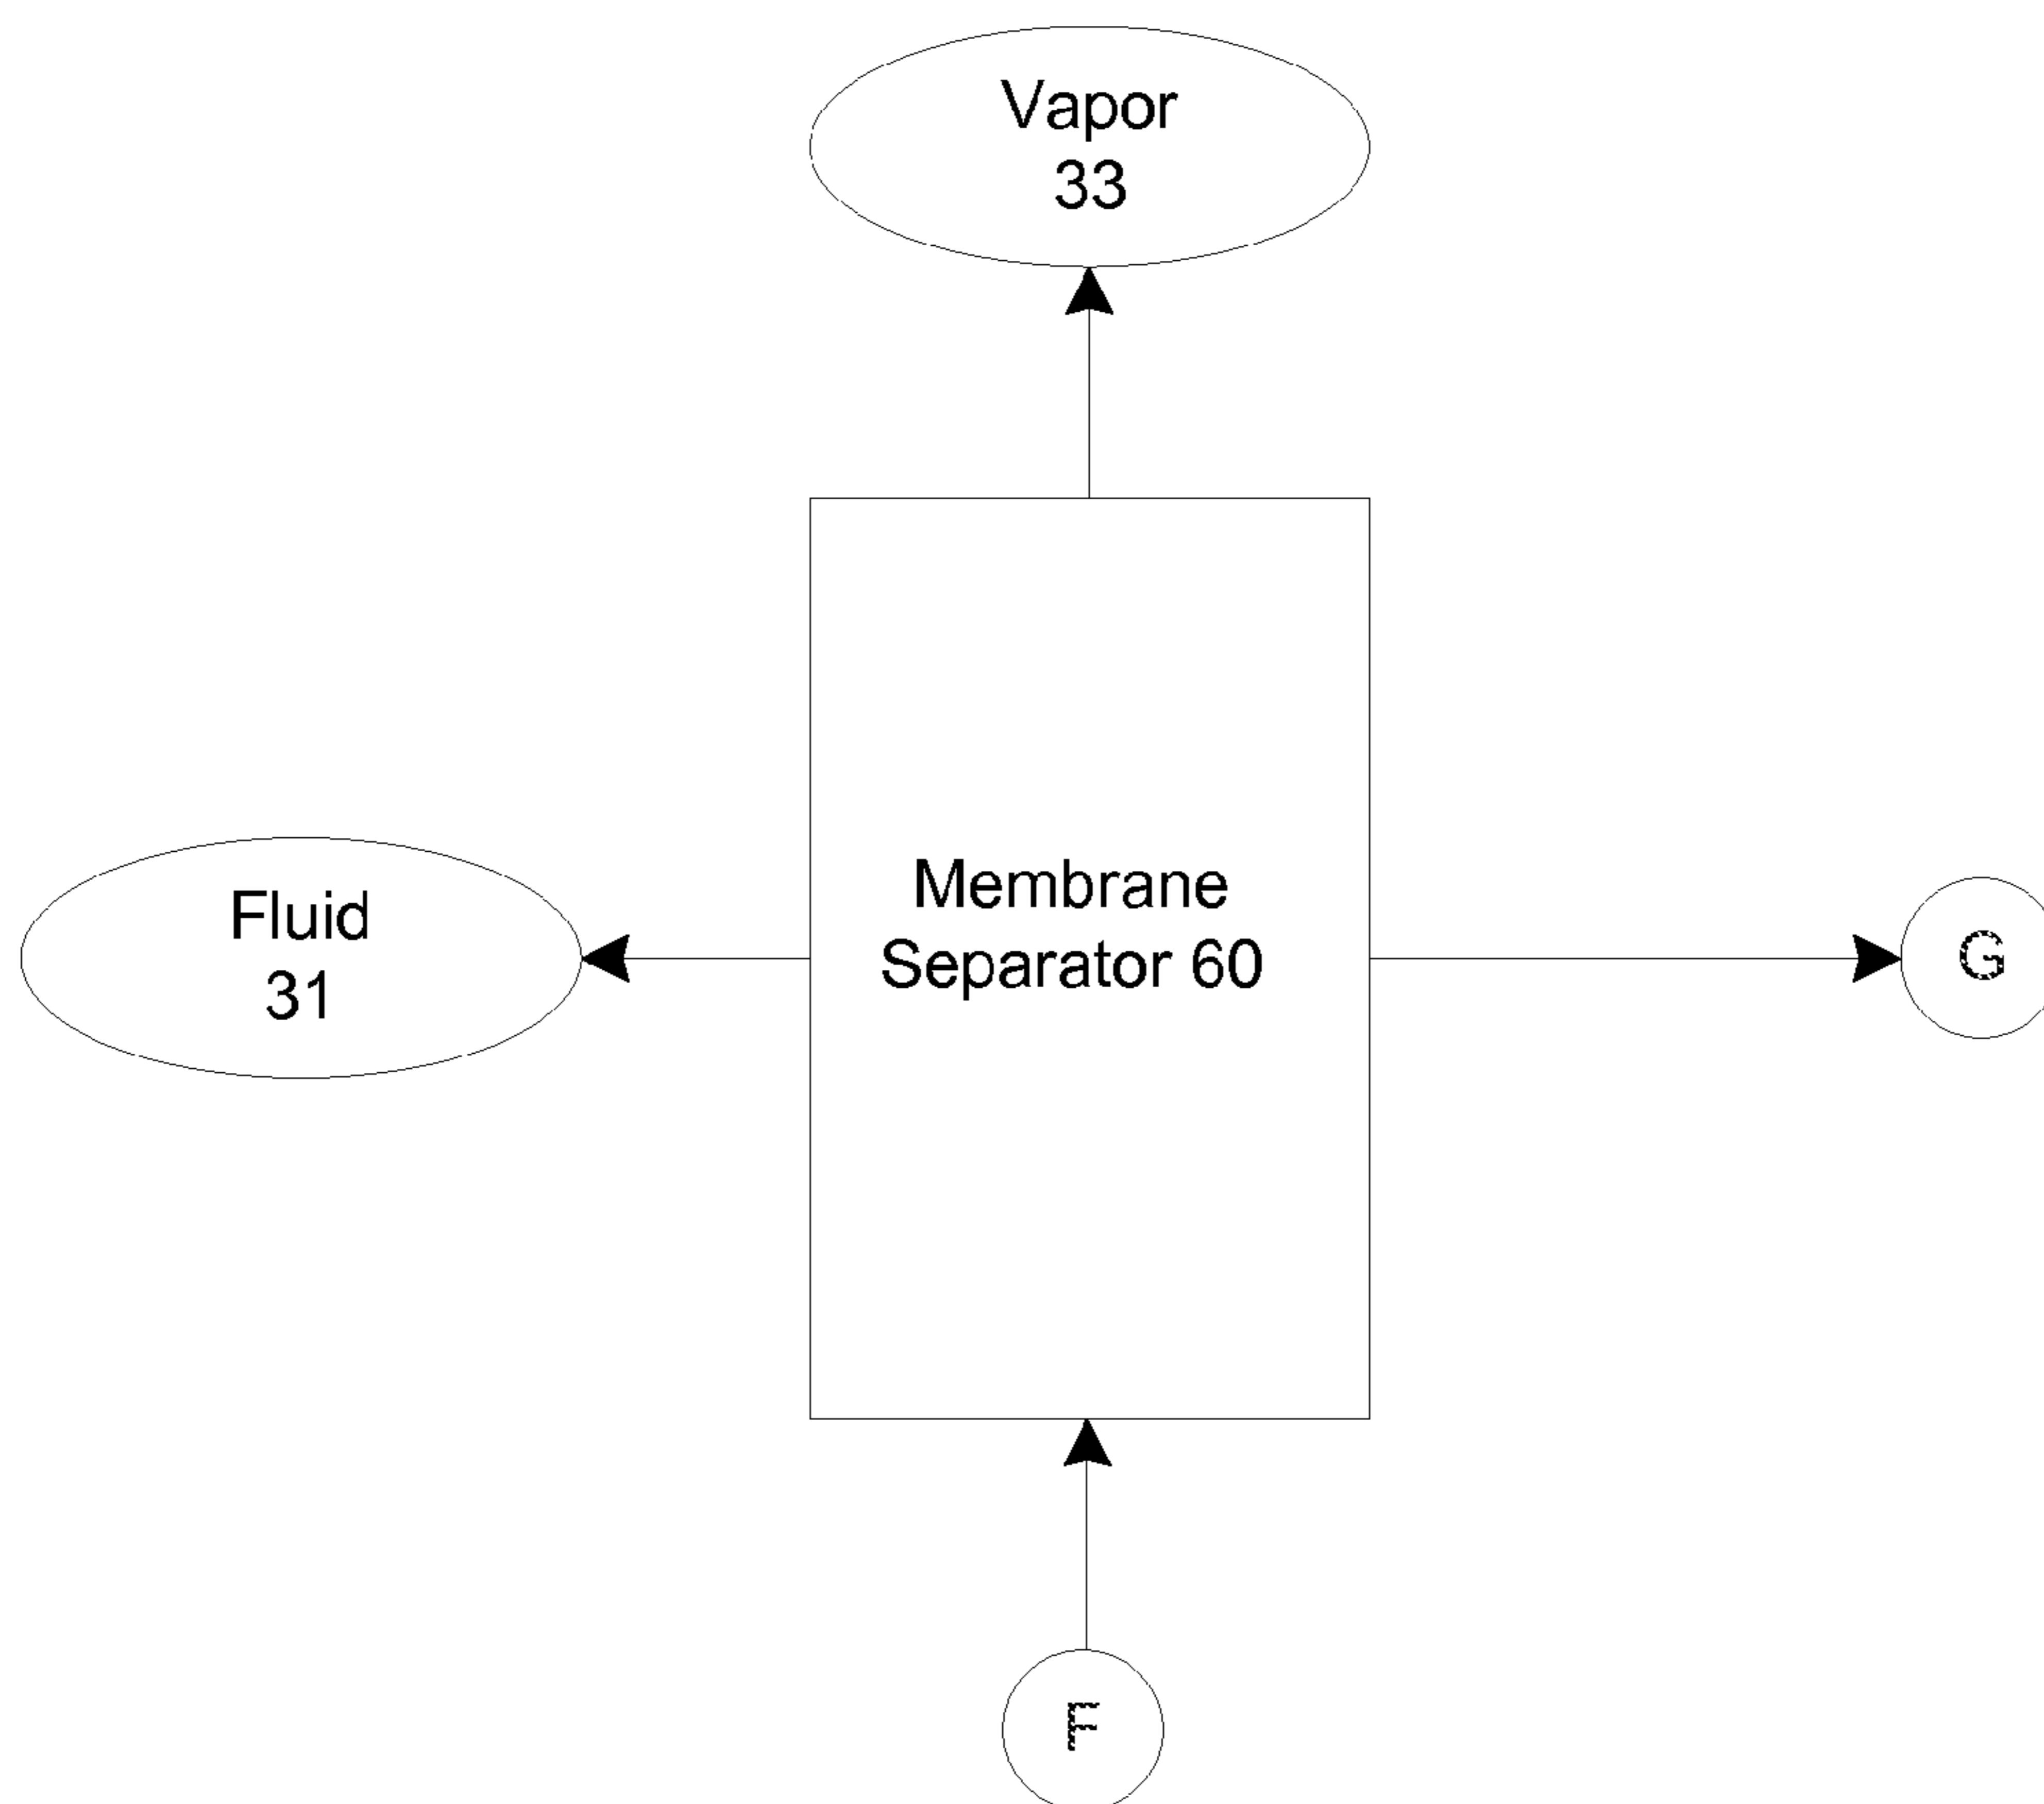 Vapor
33
Membrane
Separator 60
Fluid
31
G
F